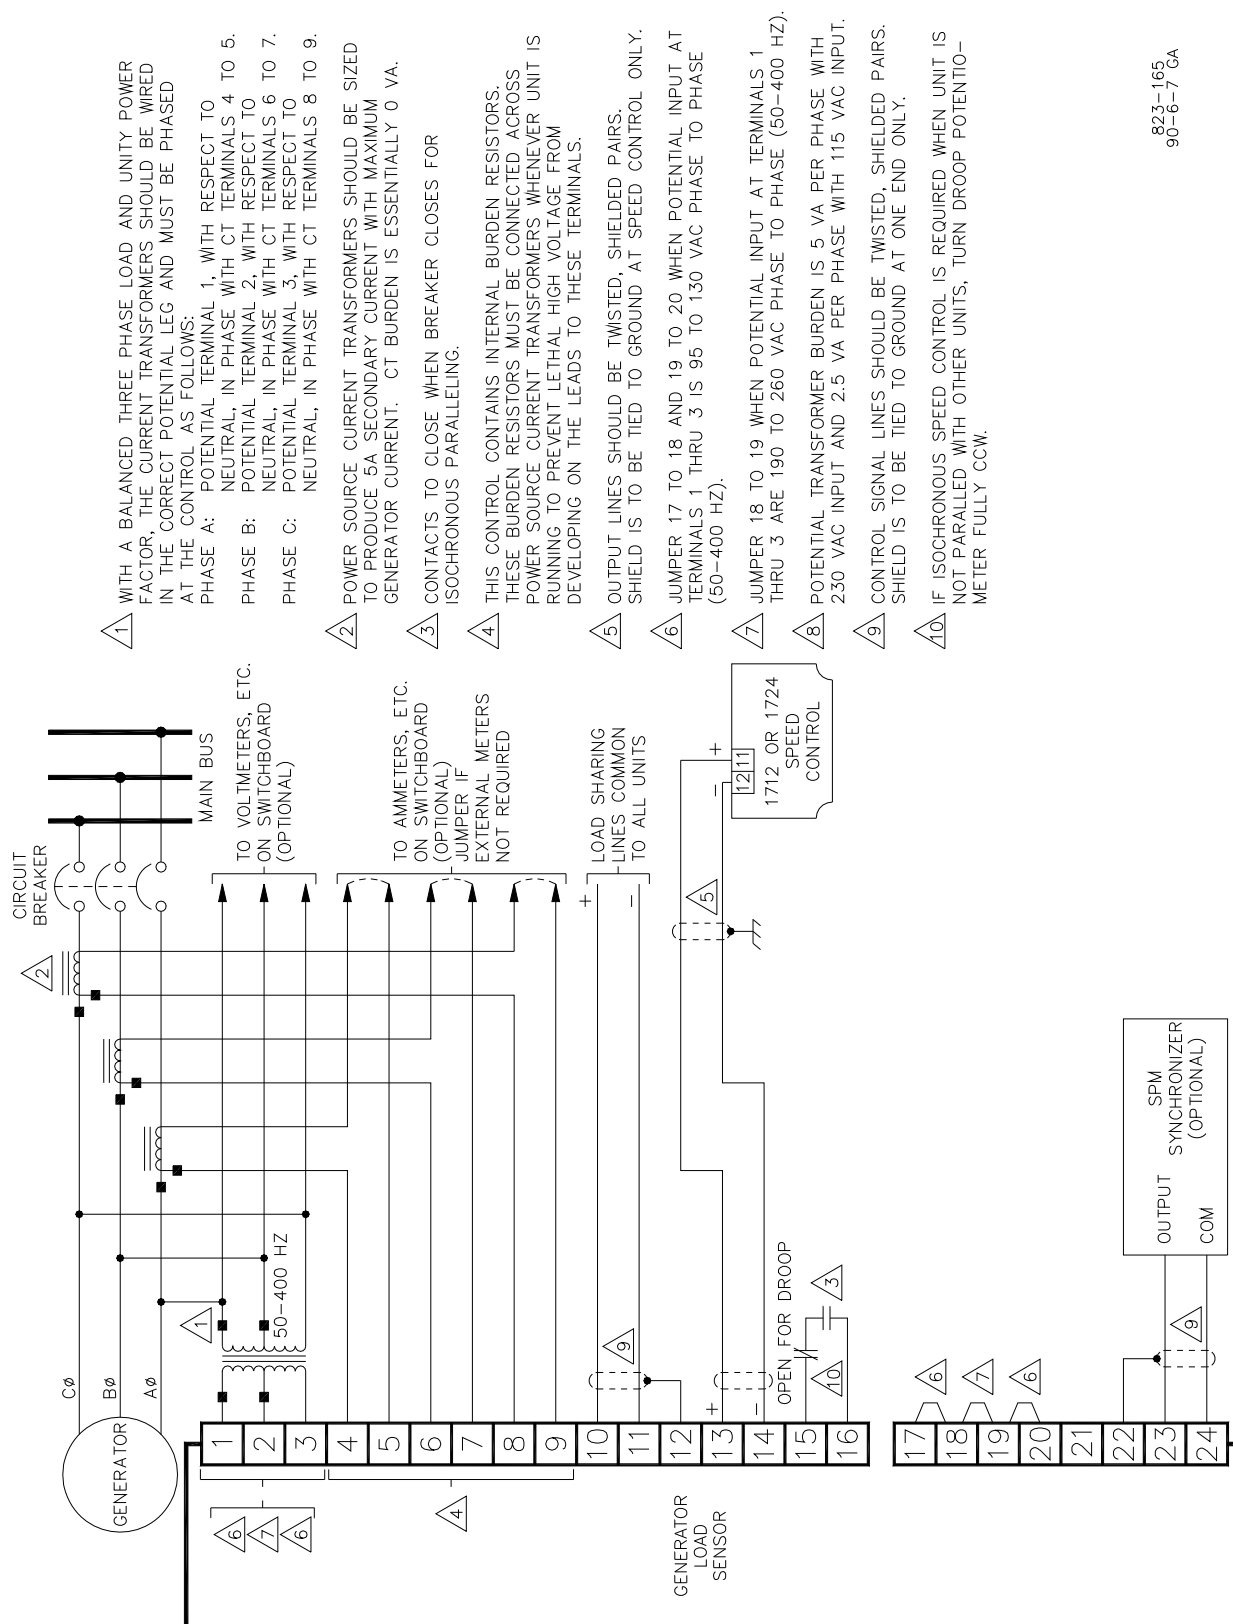 CIRCUIT
BREAKER
MAIN BUS
2
CØ
BØ
AØ
GENERATOR
1
50–400 HZ
TO VOLTMETERS, ETC.
ON SWITCHBOARD
(OPTIONAL)
TO AMMETERS, ETC.
ON SWITCHBOARD
(OPTIONAL)
JUMPER IF
EXTERNAL METERS
NOT REQUIRED
+
–
LOAD SHARING
LINES COMMON
TO ALL UNITS
9
5
–
+
12 11
1712 OR 1724
SPEED
CONTROL
+
–
OPEN FOR DROOP
10
3
6
7
6
4
GENERATOR
LOAD
SENSOR
1
2
3
4
5
6
7
8
9
10
11
12
13
14
15
16
17
18
19
20
21
22
23
24
6
7
6
9
OUTPUT
COM
SPM
SYNCHRONIZER
(OPTIONAL)
1 WITH A BALANCED THREE PHASE LOAD AND UNITY POWER
FACTOR, THE CURRENT TRANSFORMERS SHOULD BE WIRED
IN THE CORRECT POTENTIAL LEG AND MUST BE PHASED
AT THE CONTROL AS FOLLOWS:
PHASE A: POTENTIAL TERMINAL 1, WITH RESPECT TO
NEUTRAL, IN PHASE WITH CT TERMINALS 4 TO 5.
PHASE B: POTENTIAL TERMINAL 2, WITH RESPECT TO
NEUTRAL, IN PHASE WITH CT TERMINALS 6 TO 7.
PHASE C: POTENTIAL TERMINAL 3, WITH RESPECT TO
NEUTRAL, IN PHASE WITH CT TERMINALS 8 TO 9.
2 POWER SOURCE CURRENT TRANSFORMERS SHOULD BE SIZED
TO PRODUCE 5A SECONDARY CURRENT WITH MAXIMUM
GENERATOR CURRENT. CT BURDEN IS ESSENTIALLY 0 VA.
3 CONTACTS TO CLOSE WHEN BREAKER CLOSES FOR
ISOCHRONOUS PARALLELING.
4 THIS CONTROL CONTAINS INTERNAL BURDEN RESISTORS.
THESE BURDEN RESISTORS MUST BE CONNECTED ACROSS
POWER SOURCE CURRENT TRANSFORMERS WHENEVER UNIT IS
RUNNING TO PREVENT LETHAL HIGH VOLTAGE FROM
DEVELOPING ON THE LEADS TO THESE TERMINALS.
5 OUTPUT LINES SHOULD BE TWISTED, SHIELDED PAIRS.
SHIELD IS TO BE TIED TO GROUND AT SPEED CONTROL ONLY.
6 JUMPER 17 TO 18 AND 19 TO 20 WHEN POTENTIAL INPUT AT
TERMINALS 1 THRU 3 IS 95 TO 130 VAC PHASE TO PHASE
(50–400 HZ).
7 JUMPER 18 TO 19 WHEN POTENTIAL INPUT AT TERMINALS 1
THRU 3 ARE 190 TO 260 VAC PHASE TO PHASE (50–400 HZ).
8 POTENTIAL TRANSFORMER BURDEN IS 5 VA PER PHASE WITH
230 VAC INPUT AND 2.5 VA PER PHASE WITH 115 VAC INPUT.
9 CONTROL SIGNAL LINES SHOULD BE TWISTED, SHIELDED PAIRS.
SHIELD IS TO BE TIED TO GROUND AT ONE END ONLY.
10 IF ISOCHRONOUS SPEED CONTROL IS REQUIRED WHEN UNIT IS
NOT PARALLED WITH OTHER UNITS, TURN DROOP POTENTIO–
METER FULLY CCW.
823–165
90–6–7 GA